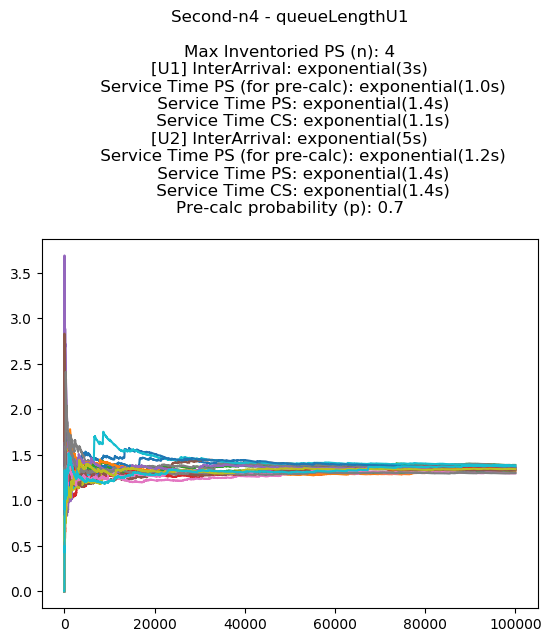 Second-n4 - queueLengthU1
Max Inventoried PS (n): 4
[U1] InterArrival: exponential(3s)
Service Time PS (for pre-calc): exponential(1.0s)
Service Time PS: exponential(1.4s)
Service Time CS: exponential(1.1s)
[U2] InterArrival: exponential(5s)
Service Time PS (for pre-calc): exponential(1.2s)
Service Time PS: exponential(1.4s)
Service Time CS: exponential(1.4s)
Pre-calc probability (p): 0.7
3.5
3.0
2.5
2.0
1.5
1.0
0.5
0.0
0 20000 40000 60000 80000 100000